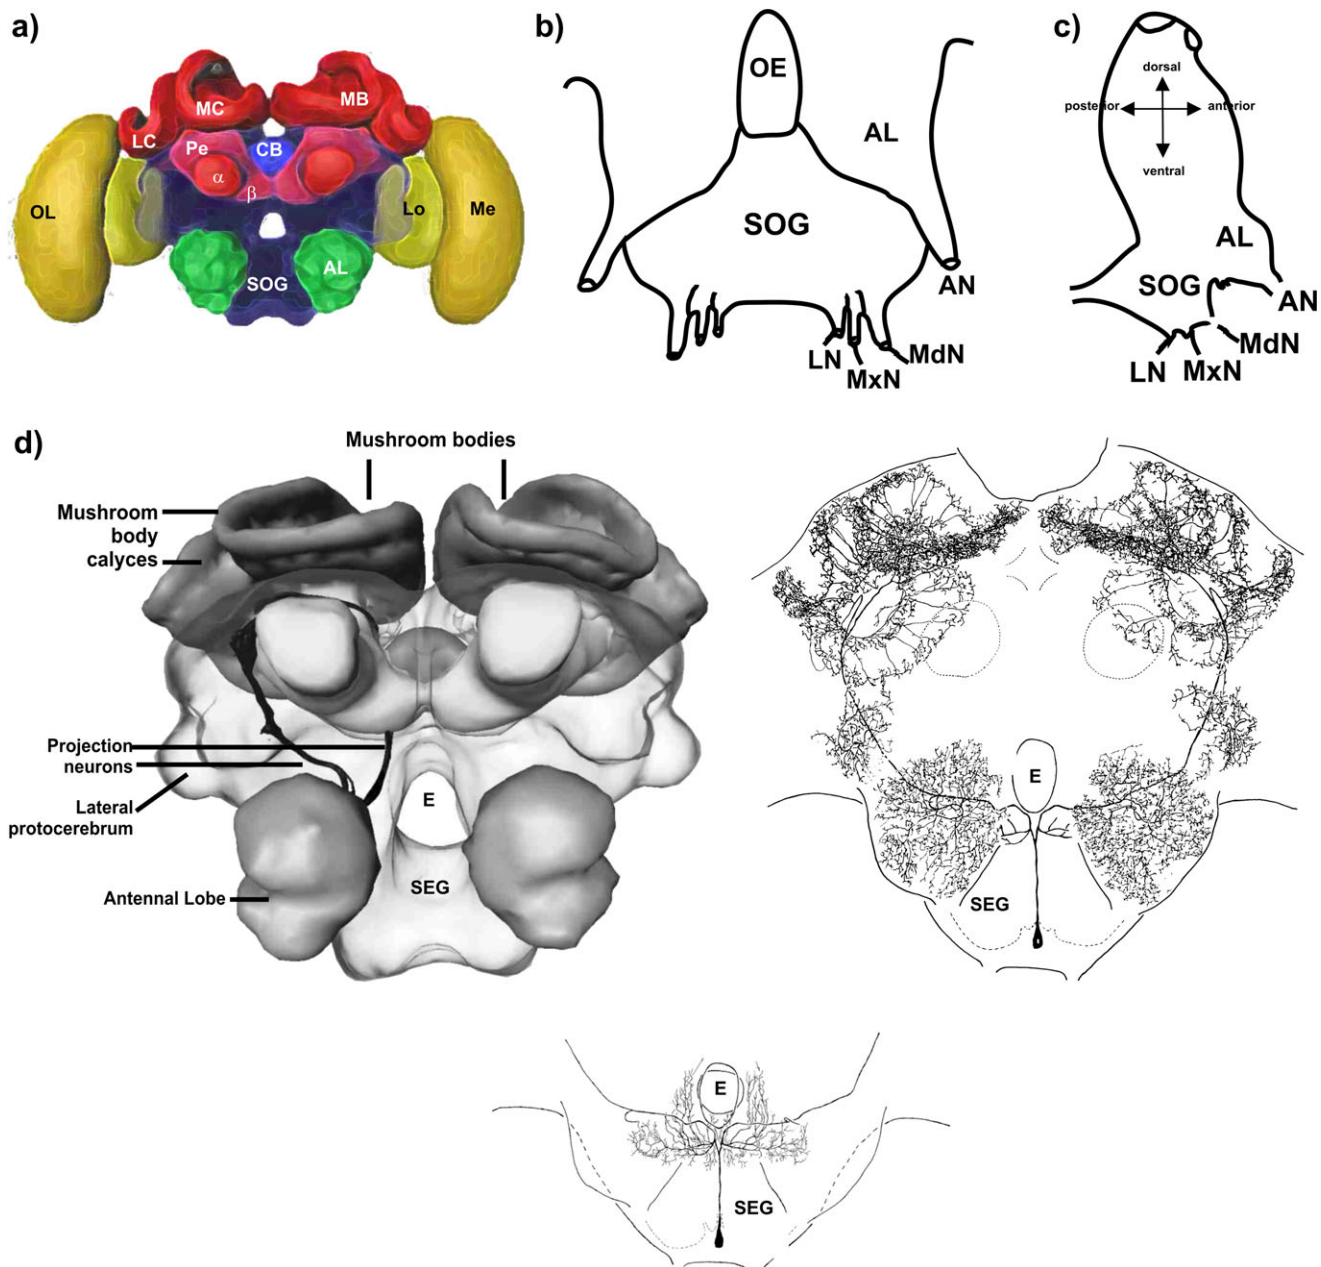 a)
MC
MB
LC
Pe
CB
α
β
OL
Lo
Me
SOG
AL
b)
OE
AL
SOG
AN
LN
MxN
MdN
c)
dorsal
posterior
anterior
ventral
AL
SOG
AN
MdN
LN
MxN
d)
Mushroom bodies
Mushroom
body
calyces
Projection
neurons
Lateral
protocerebrum
Antennal Lobe
E
SEG
E
SEG
E
SEG